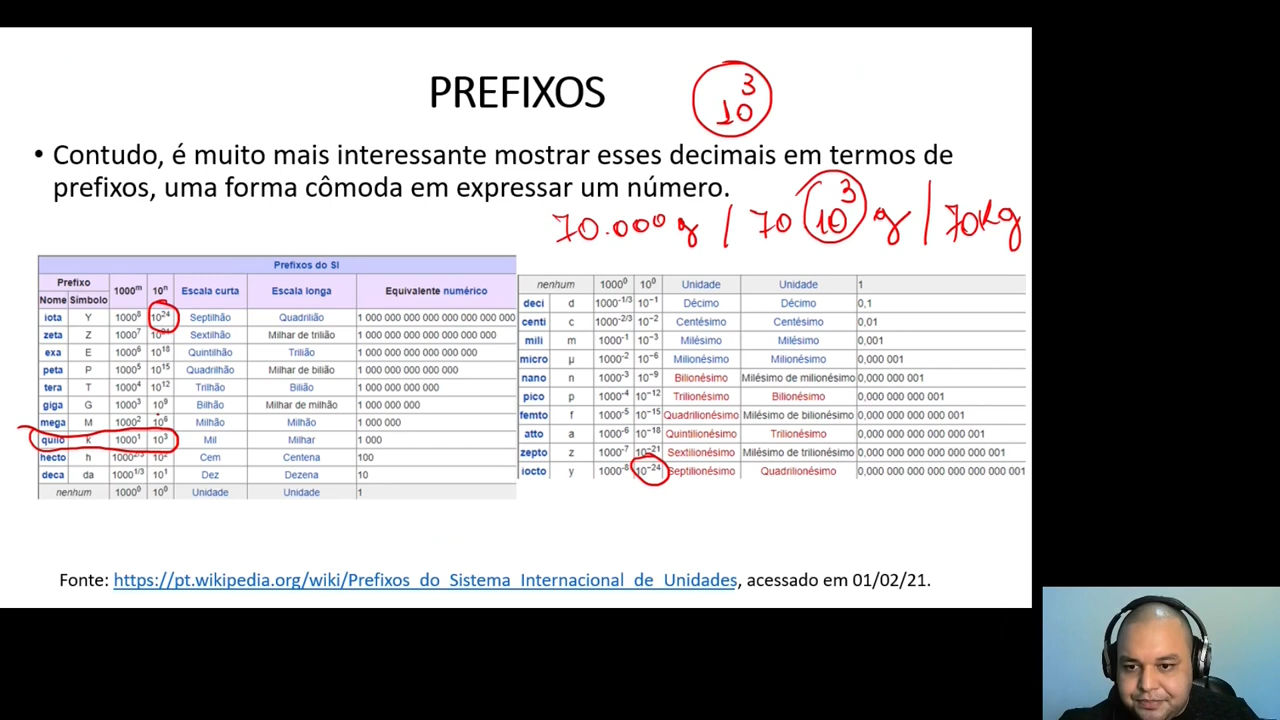 PREFIXOS
10³
• Contudo, é muito mais interessante mostrar esses decimais em termos de
prefixos, uma forma cômoda em expressar um número.
70.000 g / 70 10³ g / 70Kg
Prefixos do SI
Prefixo 1000ᵐ 10ⁿ Escala curta Escala longa Equivalente numérico
Nome Símbolo
iota Y 1000⁸ 10²⁴ Septilhão Quadrilião 1 000 000 000 000 000 000 000 000
zeta Z 1000⁷ 10²¹ Sextilhão Milhar de trilião 1 000 000 000 000 000 000 000
exa E 1000⁶ 10¹⁸ Quintilhão Trilião 1 000 000 000 000 000 000
peta P 1000⁵ 10¹⁵ Quadrilhão Milhar de bilião 1 000 000 000 000 000
tera T 1000⁴ 10¹² Trilhão Bilião 1 000 000 000 000
giga G 1000³ 10⁹ Bilhão Milhar de milhão 1 000 000 000
mega M 1000² 10⁶ Milhão Milhão 1 000 000
quilo k 1000¹ 10³ Mil Milhar 1 000
hecto h 1000²/³ 10² Cem Centena 100
deca da 1000¹/³ 10¹ Dez Dezena 10
nenhum 1000⁰ 10⁰ Unidade Unidade 1
nenhum 1000⁰ 10⁰ Unidade Unidade 1
deci d 1000⁻¹/³ 10⁻¹ Décimo Décimo 0,1
centi c 1000⁻²/³ 10⁻² Centésimo Centésimo 0,01
mili m 1000⁻¹ 10⁻³ Milésimo Milésimo 0,001
micro µ 1000⁻² 10⁻⁶ Milionésimo Milionésimo 0,000 001
nano n 1000⁻³ 10⁻⁹ Bilionésimo Milésimo de milionésimo 0,000 000 001
pico p 1000⁻⁴ 10⁻¹² Trilionésimo Bilionésimo 0,000 000 000 001
femto f 1000⁻⁵ 10⁻¹⁵ Quadrilionésimo Milésimo de bilionésimo 0,000 000 000 000 001
atto a 1000⁻⁶ 10⁻¹⁸ Quintilionésimo Trilionésimo 0,000 000 000 000 000 001
zepto z 1000⁻⁷ 10⁻²¹ Sextilionésimo Milésimo de trilionésimo 0,000 000 000 000 000 000 001
iocto y 1000⁻⁸ 10⁻²⁴ Septilionésimo Quadrilionésimo 0,000 000 000 000 000 000 000 001
Fonte: https://pt.wikipedia.org/wiki/Prefixos_do_Sistema_Internacional_de_Unidades, acessado em 01/02/21.